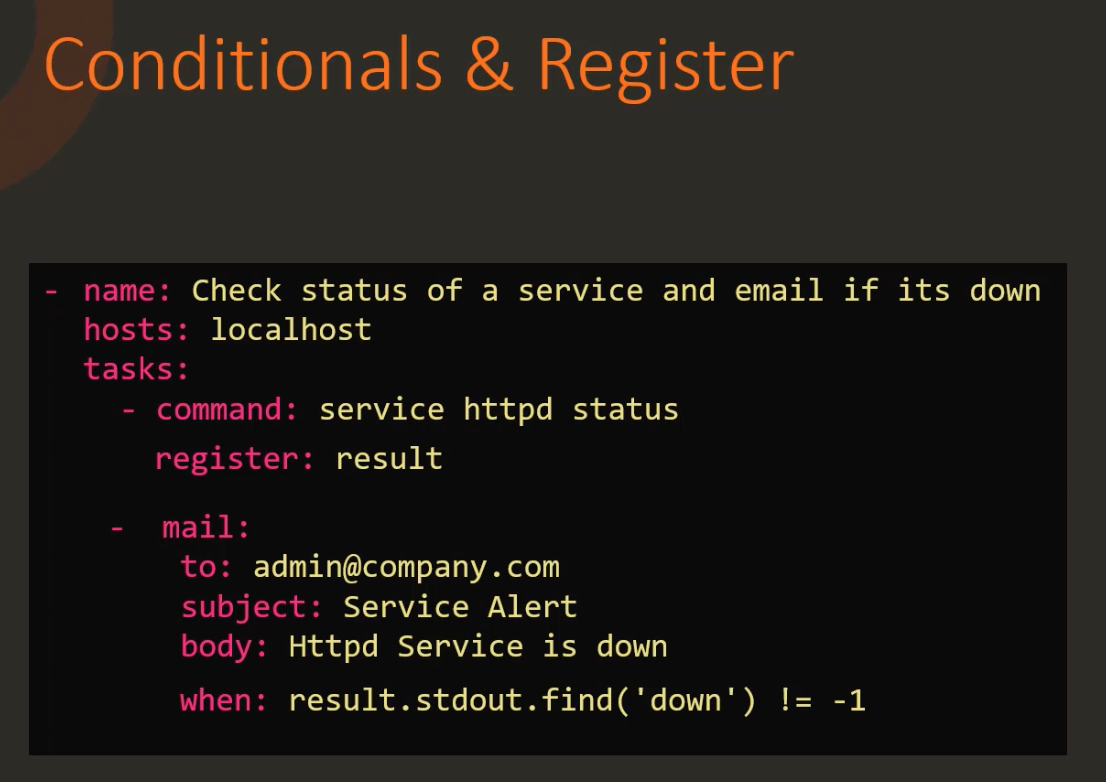 Conditionals & Register
- name: Check status of a service and email if its down
hosts: localhost
tasks:
- command: service httpd status
register: result
- mail:
to: admin@company.com
subject: Service Alert
body: Httpd Service is down
when: result.stdout.find('down') != -1